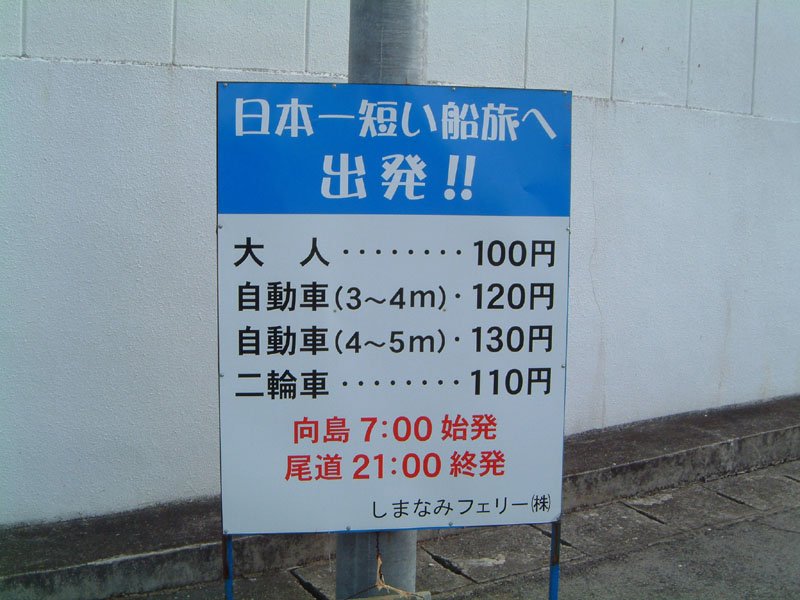 日本一短い船旅へ
出発!!
大　人・・・・・・・・100円
自動車(3〜4m)・120円
自動車(4〜5m)・130円
二輪車・・・・・・・・110円
向島 7:00 始発
尾道 21:00 終発
しまなみフェリー㈱